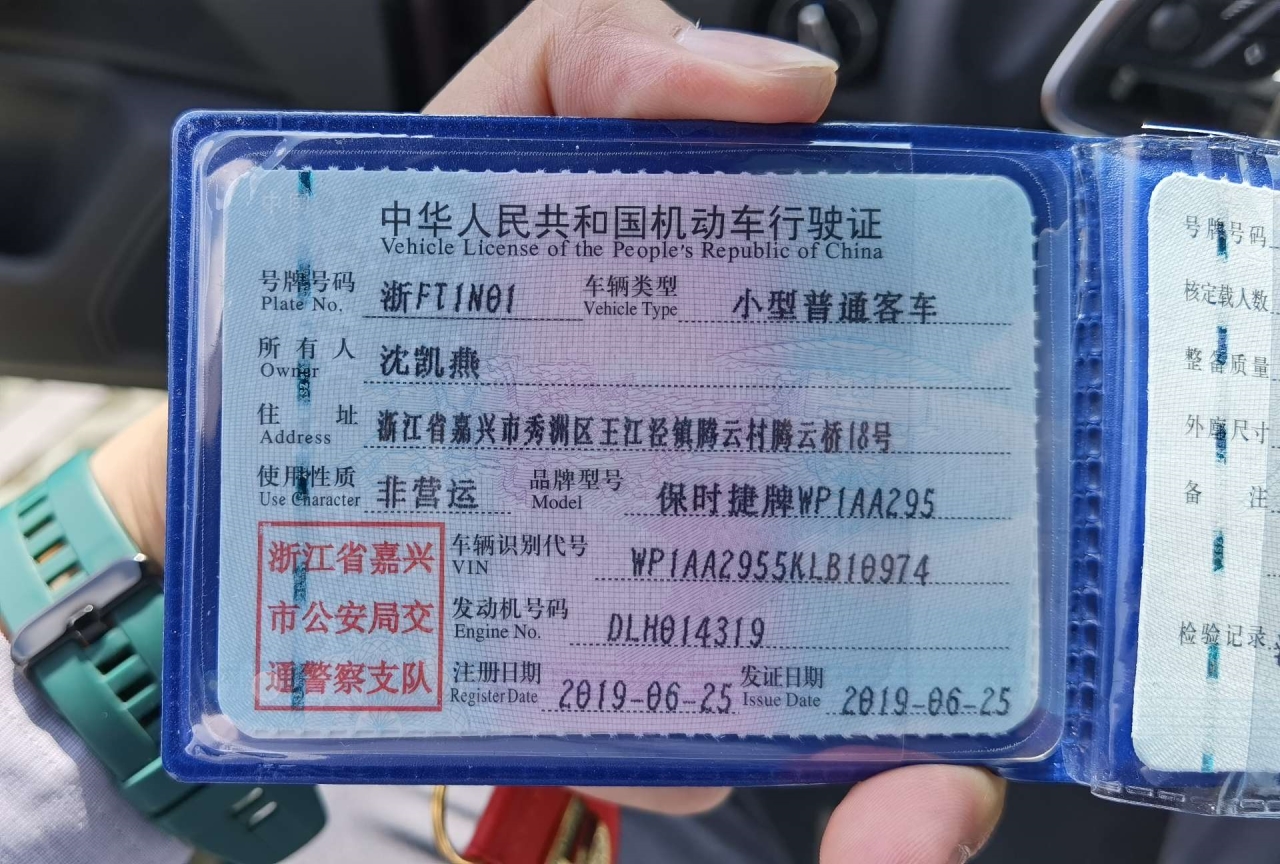 中华人民共和国机动车行驶证
Vehicle License of the People's Republic of China
号牌号码 浙FT1N01 车辆类型 小型普通客车
Plate No. Vehicle Type
所有人 沈凯燕
Owner
住址 浙江省嘉兴市秀洲区王江泾镇腾云村腾云桥18号
Address
使用性质 非营运 品牌型号 保时捷牌WP1AA295
Use Character Model
浙江省嘉兴
市公安局交
通警察支队
车辆识别代号 WP1AA2955KLB10974
VIN
发动机号码 DLH014319
Engine No.
注册日期 2019-06-25 发证日期 2019-06-25
Register Date Issue Date
号牌号码
核定载人数
整备质量
外廓尺寸
备注
检验记录